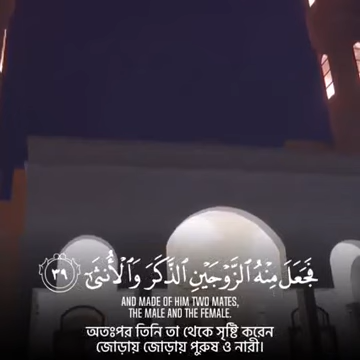 فَجَعَلَ مِنْهُ الزَّوْجَيْنِ الذَّكَرَ وَالْأُنثَىٰ ٣٩
AND MADE OF HIM TWO MATES,
THE MALE AND THE FEMALE.
অতঃপর তিনি তা থেকে সৃষ্টি করেন
জোড়ায় জোড়ায় পুরুষ ও নারী।